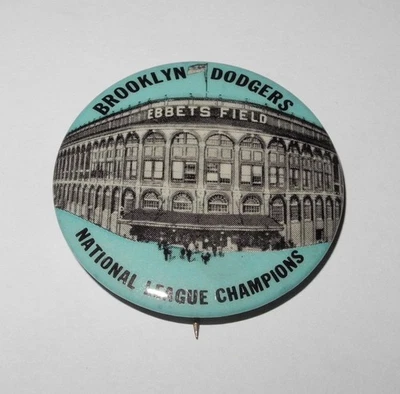 BROOKLYN DODGERS
EBBETS FIELD
NATIONAL LEAGUE CHAMPIONS